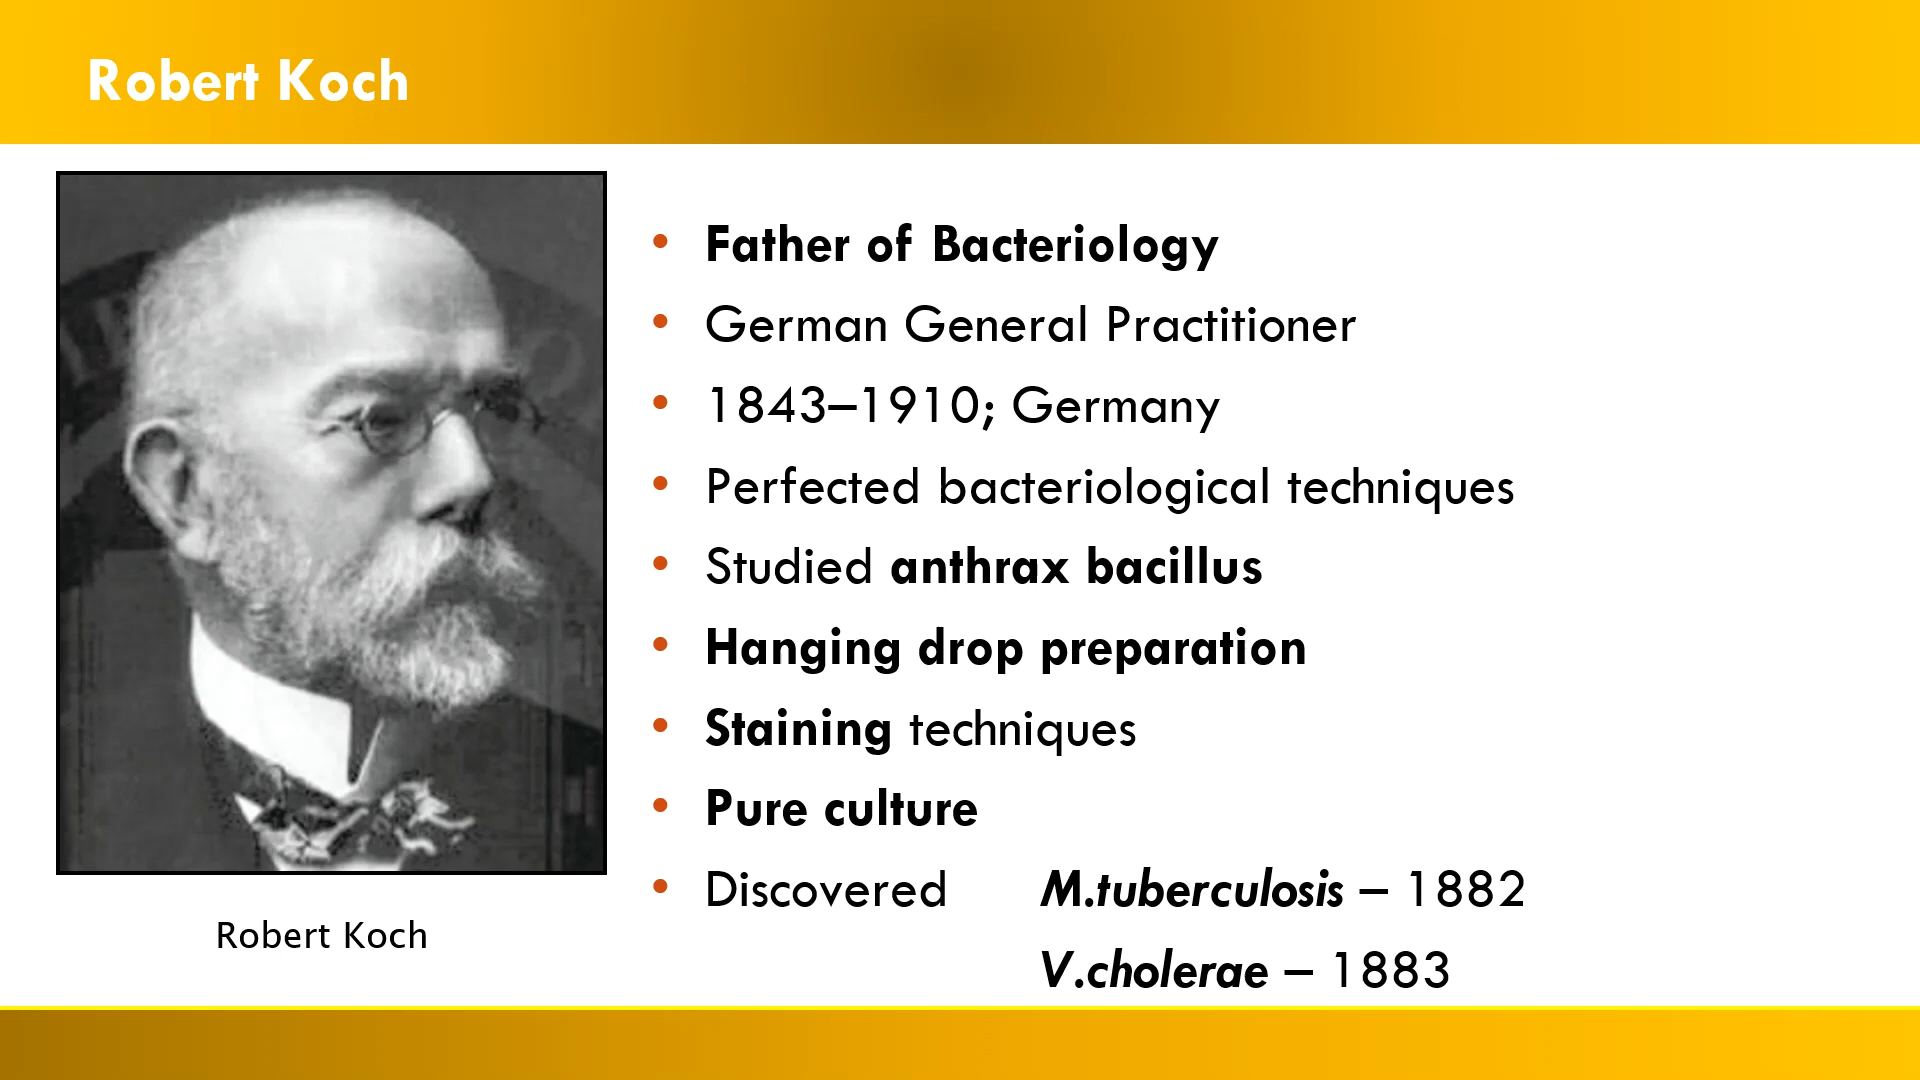 Robert Koch
Robert Koch
• Father of Bacteriology
• German General Practitioner
• 1843–1910; Germany
• Perfected bacteriological techniques
• Studied anthrax bacillus
• Hanging drop preparation
• Staining techniques
• Pure culture
• Discovered M.tuberculosis – 1882
V.cholerae – 1883